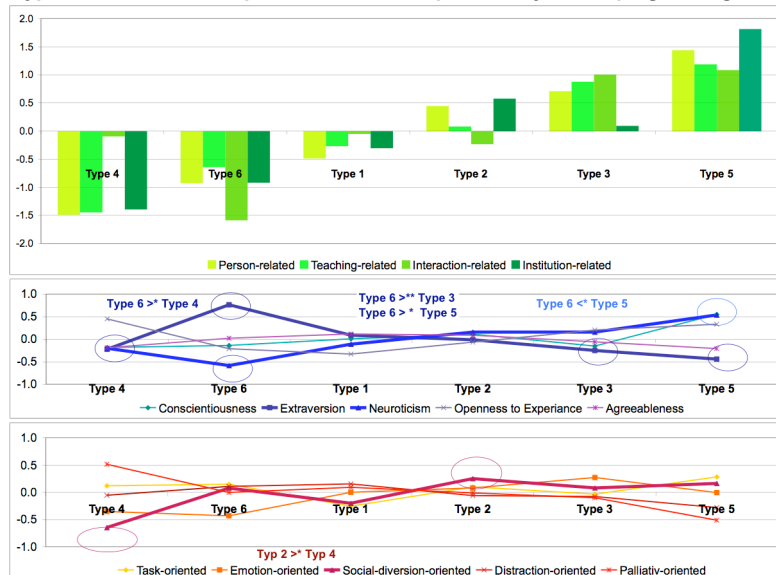 2.0
1.5
1.0
0.5
0.0
-0.5
-1.0
-1.5
-2.0
Type 4 Type 6 Type 1 Type 2 Type 3 Type 5
Person-related Teaching-related Interaction-related Institution-related
1.0
0.5
0.0
-0.5
-1.0
Type 6 >* Type 4
Type 6 >** Type 3
Type 6 >* Type 5
Type 6 <* Type 5
Type 4 Type 6 Type 1 Type 2 Type 3 Type 5
Conscientiousness Extraversion Neuroticism Openness to Experiance Agreeableness
1.0
0.5
0.0
-0.5
-1.0
Type 4 Type 6 Type 1 Type 2 Type 3 Type 5
Typ 2 >* Typ 4
Task-oriented Emotion-oriented Social-diversion-oriented Distraction-oriented Palliativ-oriented